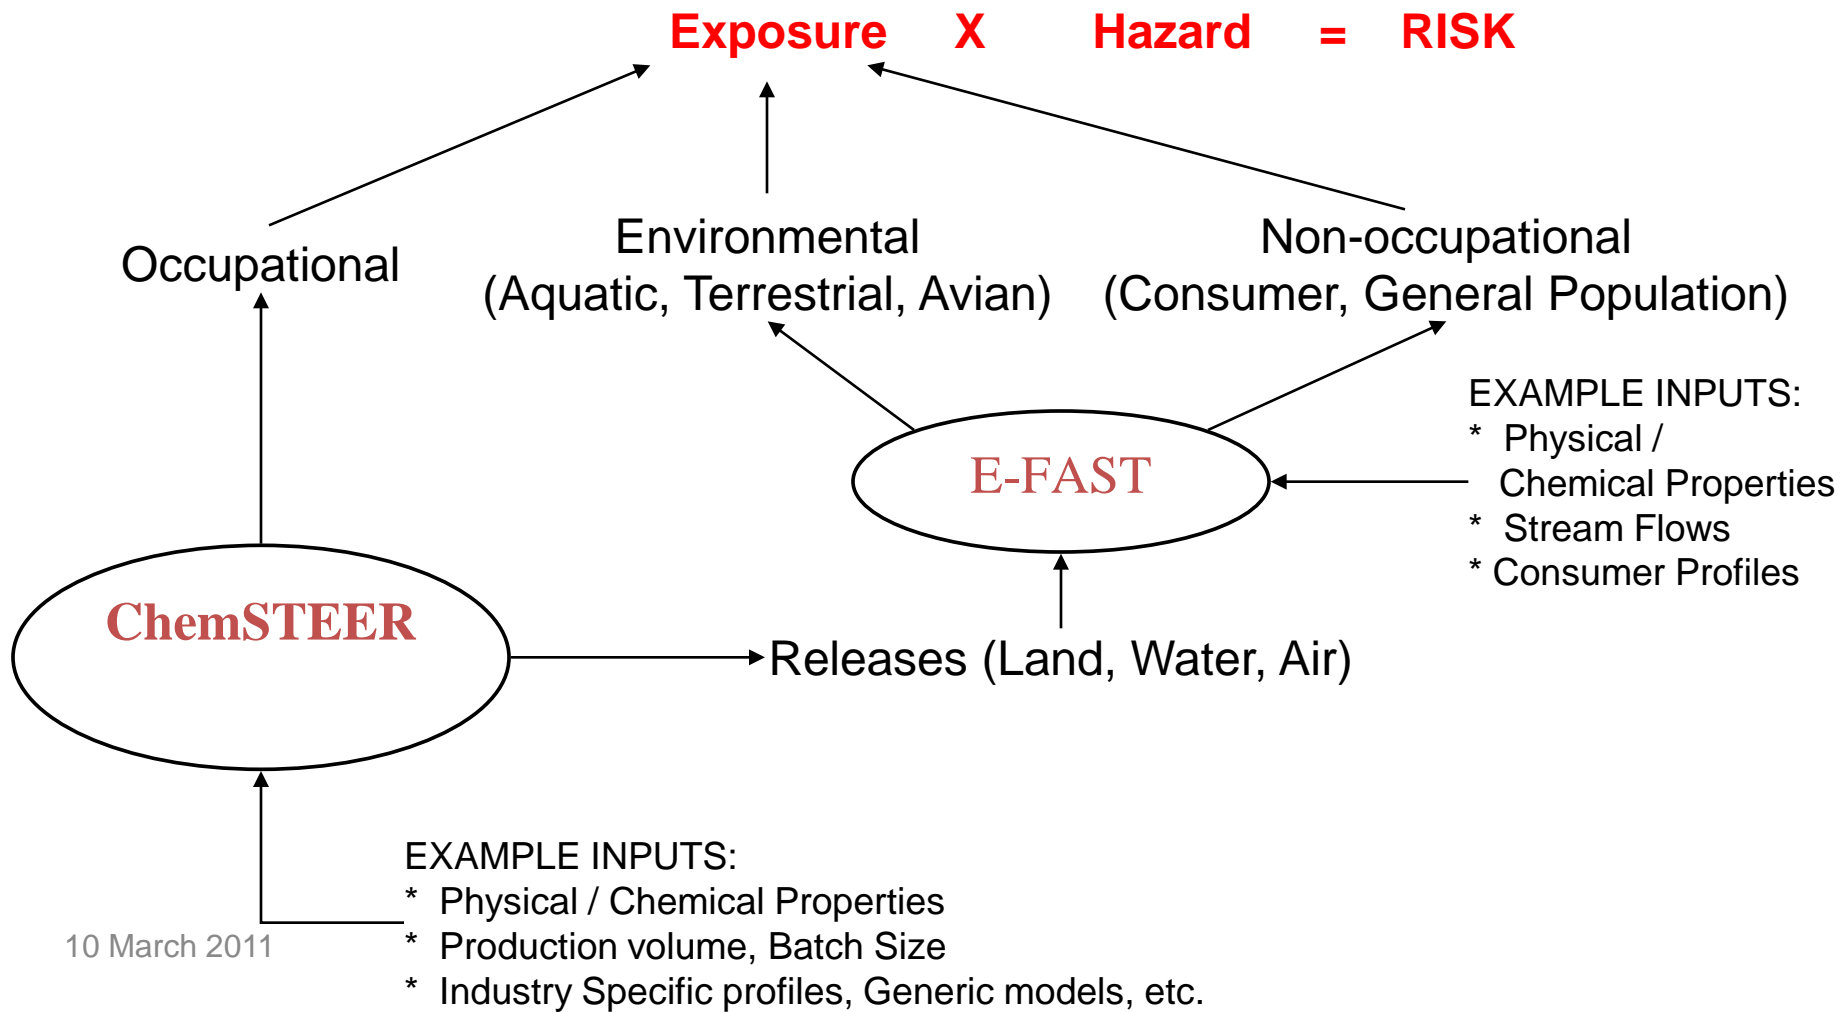 Exposure X Hazard = RISK
Occupational
Environmental
(Aquatic, Terrestrial, Avian)
Non-occupational
(Consumer, General Population)
EXAMPLE INPUTS:
* Physical /
Chemical Properties
* Stream Flows
* Consumer Profiles
E-FAST
ChemSTEER
Releases (Land, Water, Air)
EXAMPLE INPUTS:
* Physical / Chemical Properties
* Production volume, Batch Size
* Industry Specific profiles, Generic models, etc.
10 March 2011